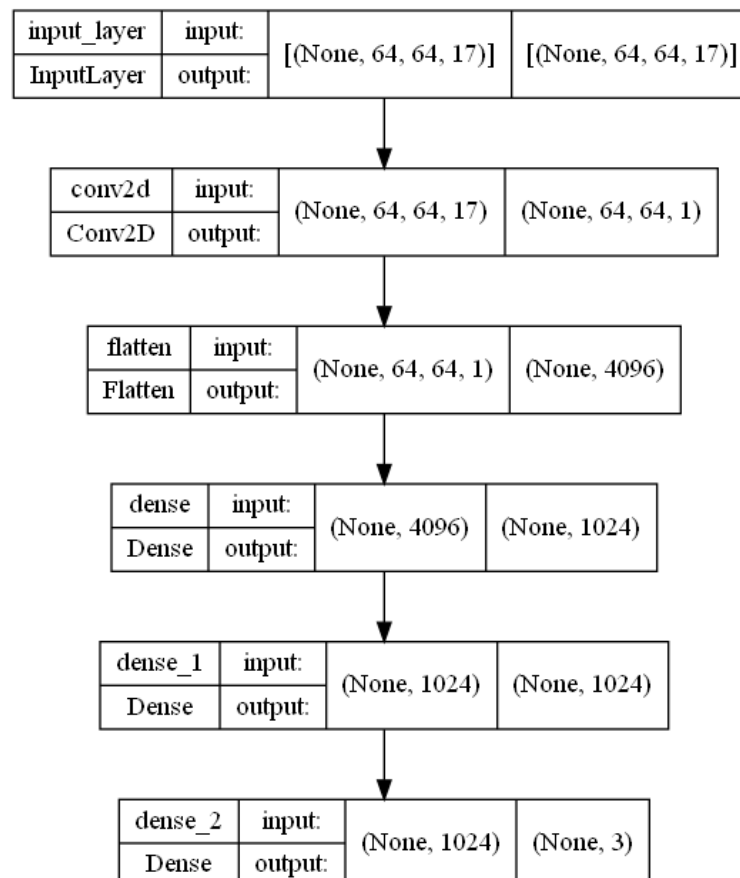 input_layer input: [(None, 64, 64, 17)] [(None, 64, 64, 17)]
InputLayer output:
conv2d input: (None, 64, 64, 17) (None, 64, 64, 1)
Conv2D output:
flatten input: (None, 64, 64, 1) (None, 4096)
Flatten output:
dense input: (None, 4096) (None, 1024)
Dense output:
dense_1 input: (None, 1024) (None, 1024)
Dense output:
dense_2 input: (None, 1024) (None, 3)
Dense output: